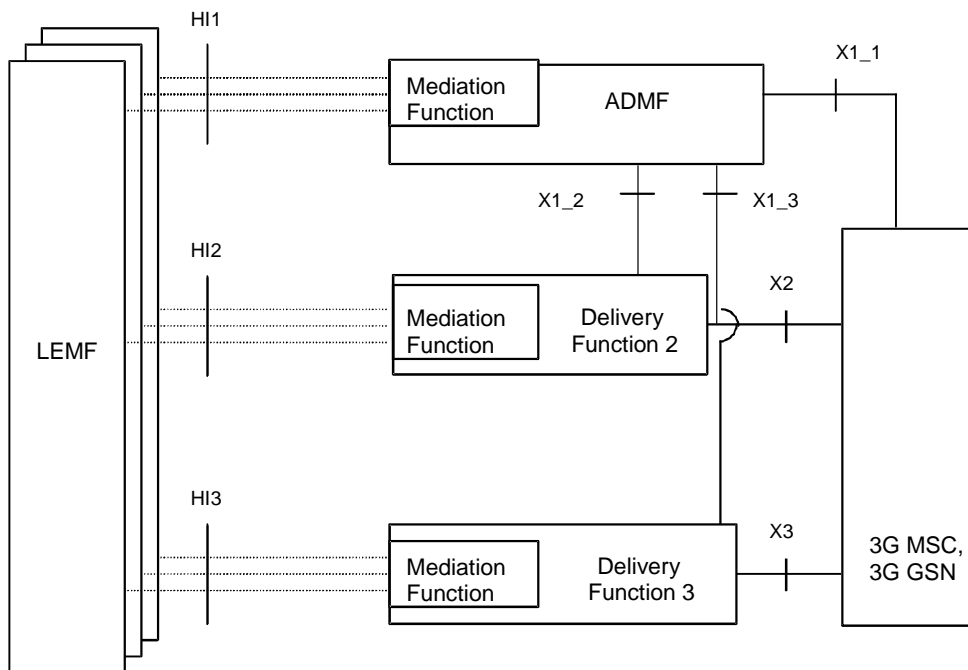 HI1
X1_1
Mediation
Function
ADMF
X1_2
X1_3
HI2
X2
Mediation
Function
Delivery
Function 2
LEMF
HI3
X3
Mediation
Function
Delivery
Function 3
3G MSC,
3G GSN